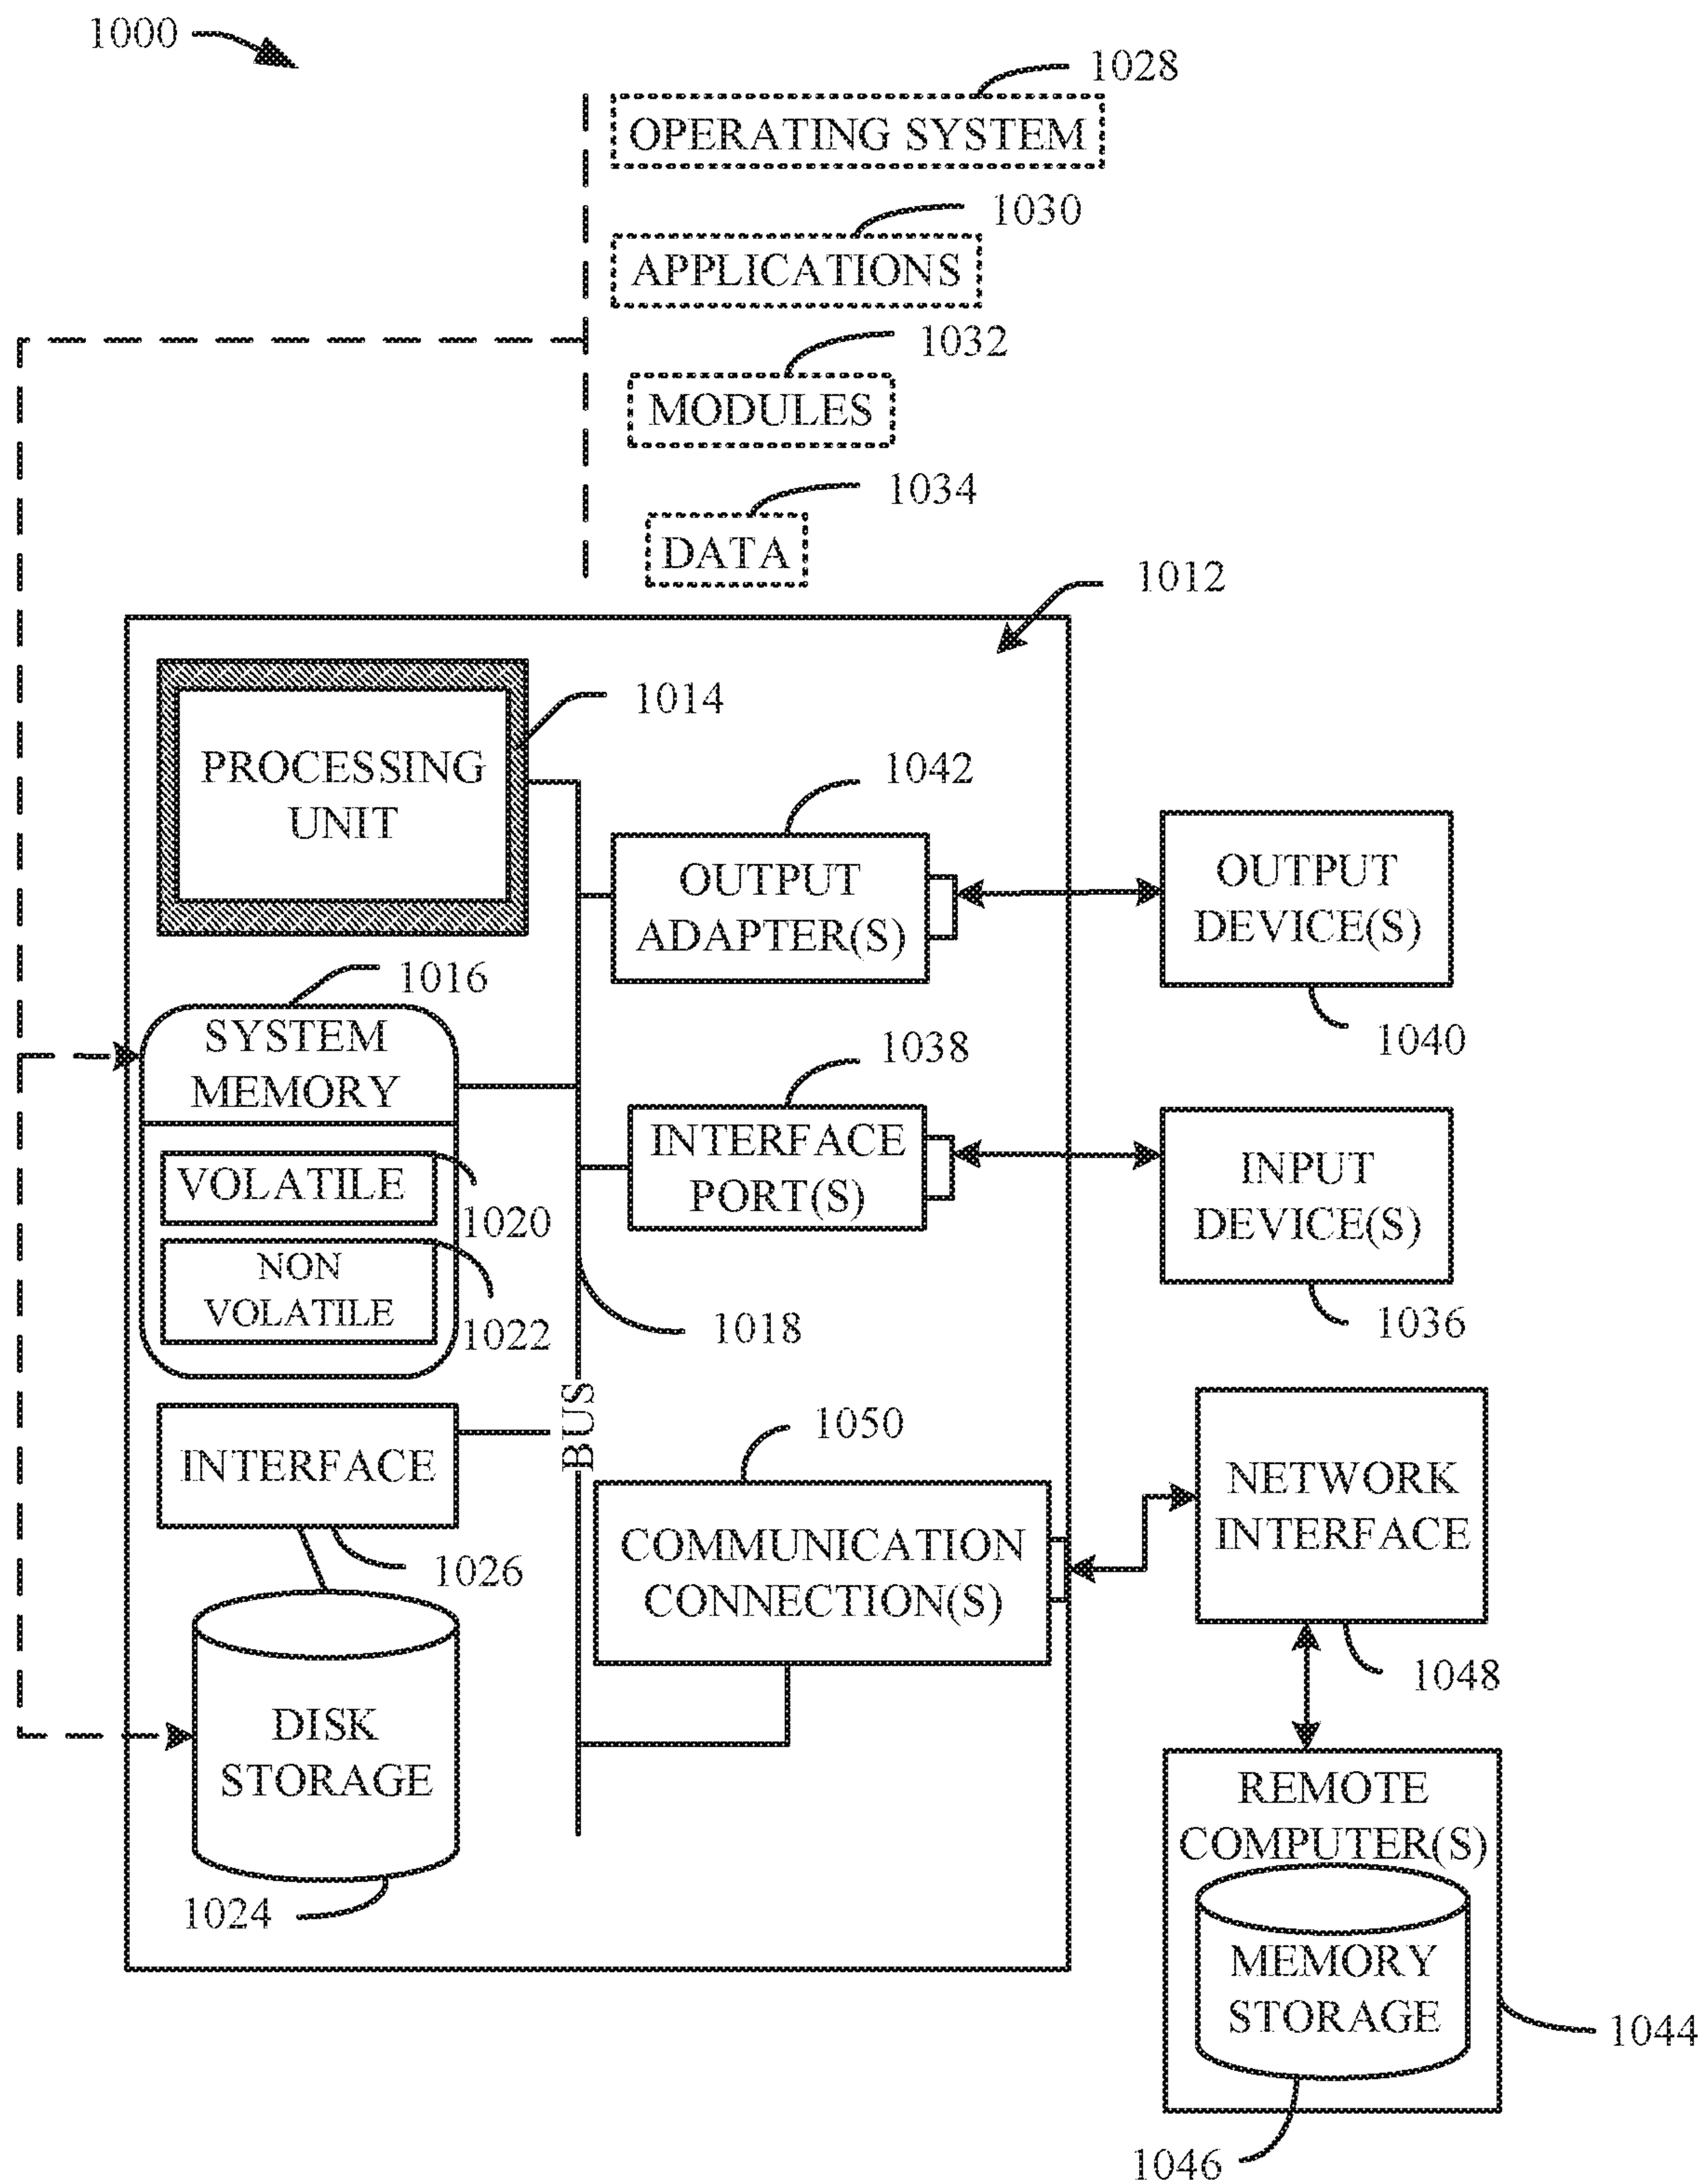 1000
1028
OPERATING SYSTEM
1030
APPLICATIONS
1032
MODULES
1034
DATA
1012
1014
PROCESSING
UNIT
1042
OUTPUT
ADAPTER(S)
OUTPUT
DEVICE(S)
1040
1016
SYSTEM
MEMORY
VOLATILE
1020
NON
VOLATILE
1022
1038
INTERFACE
PORT(S)
INPUT
DEVICE(S)
1036
1018
BUS
INTERFACE
1026
1050
COMMUNICATION
CONNECTION(S)
NETWORK
INTERFACE
1048
DISK
STORAGE
1024
REMOTE
COMPUTER(S)
MEMORY
STORAGE
1044
1046